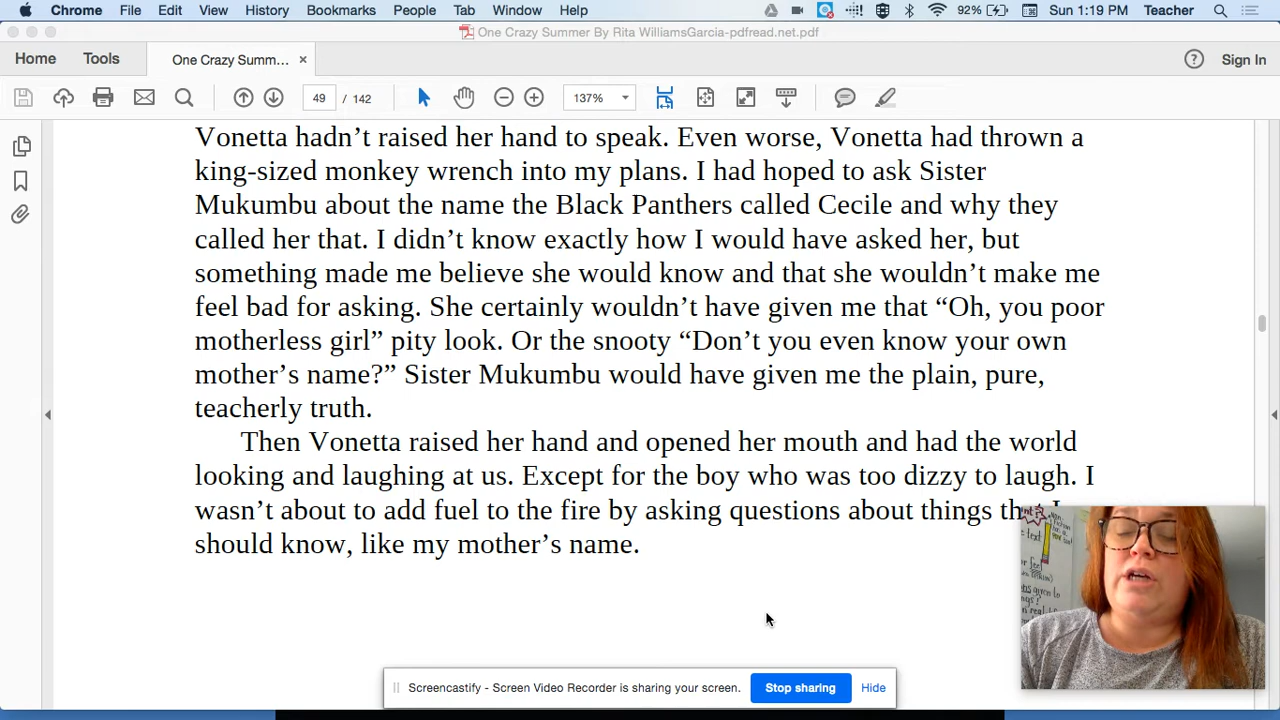 Chrome File Edit View History Bookmarks People Tab Window Help 92% Sun 1:19 PM Teacher
One Crazy Summer By Rita WilliamsGarcia-pdfread.net.pdf
Home Tools One Crazy Summ... × ? Sign In
49 / 142 137%
Vonetta hadn’t raised her hand to speak. Even worse, Vonetta had thrown a
king-sized monkey wrench into my plans. I had hoped to ask Sister
Mukumbu about the name the Black Panthers called Cecile and why they
called her that. I didn’t know exactly how I would have asked her, but
something made me believe she would know and that she wouldn’t make me
feel bad for asking. She certainly wouldn’t have given me that “Oh, you poor
motherless girl” pity look. Or the snooty “Don’t you even know your own
mother’s name?” Sister Mukumbu would have given me the plain, pure,
teacherly truth.
Then Vonetta raised her hand and opened her mouth and had the world
looking and laughing at us. Except for the boy who was too dizzy to laugh. I
wasn’t about to add fuel to the fire by asking questions about things that I
should know, like my mother’s name.
text
feel
given to
Screencastify - Screen Video Recorder is sharing your screen. Stop sharing Hide